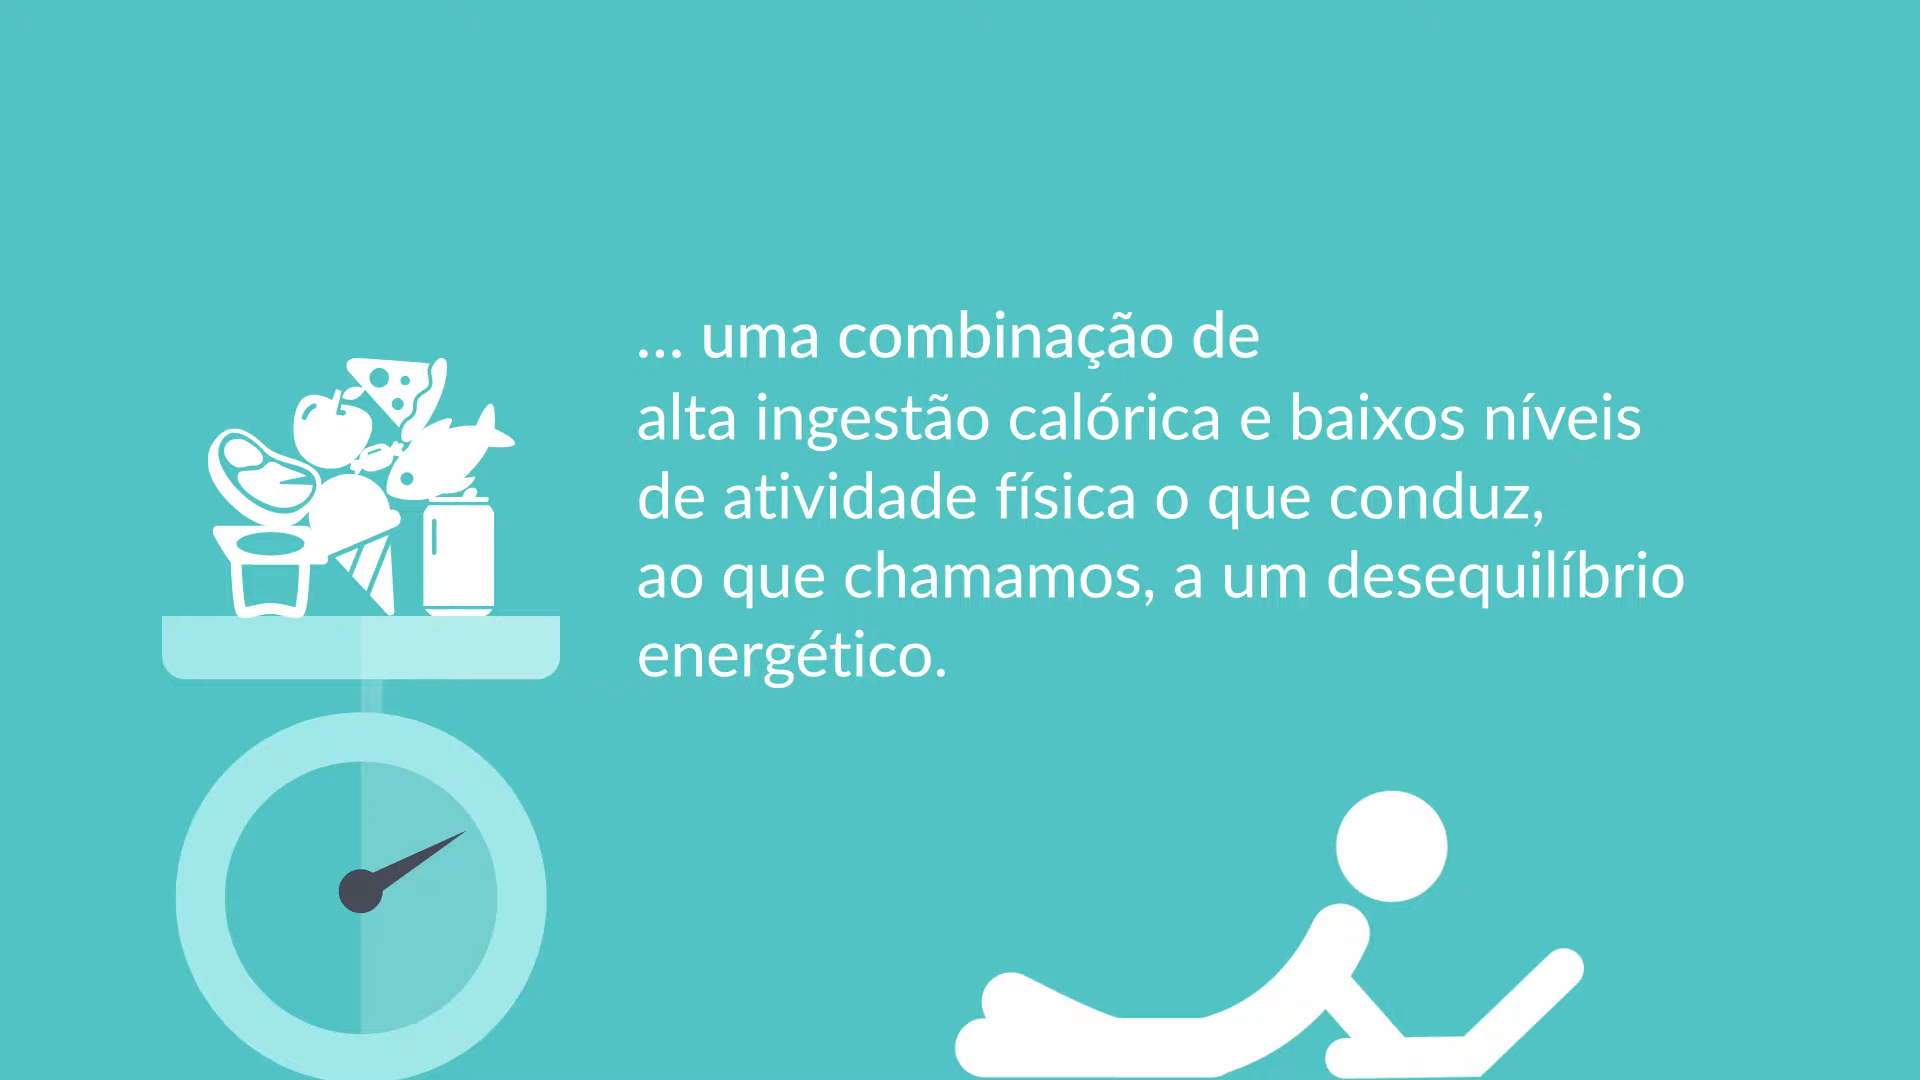 ... uma combinação de
alta ingestão calórica e baixos níveis
de atividade física o que conduz,
ao que chamamos, a um desequilíbrio
energético.